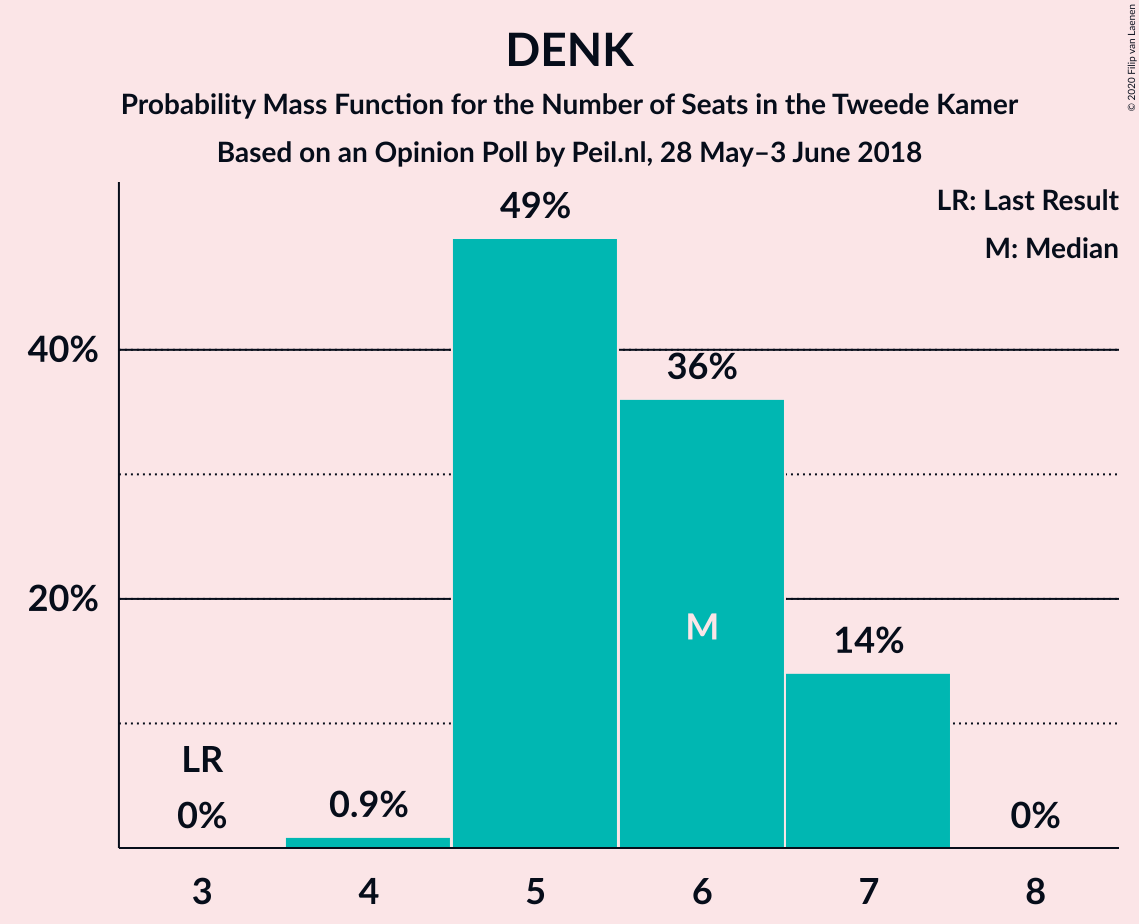 DENK
Probability Mass Function for the Number of Seats in the Tweede Kamer
Based on an Opinion Poll by Peil.nl, 28 May–3 June 2018
© 2020 Filip van Laenen
LR: Last Result
M: Median
49%
40%
36%
20%
M
14%
LR
0%
0.9%
0%
3
4
5
6
7
8